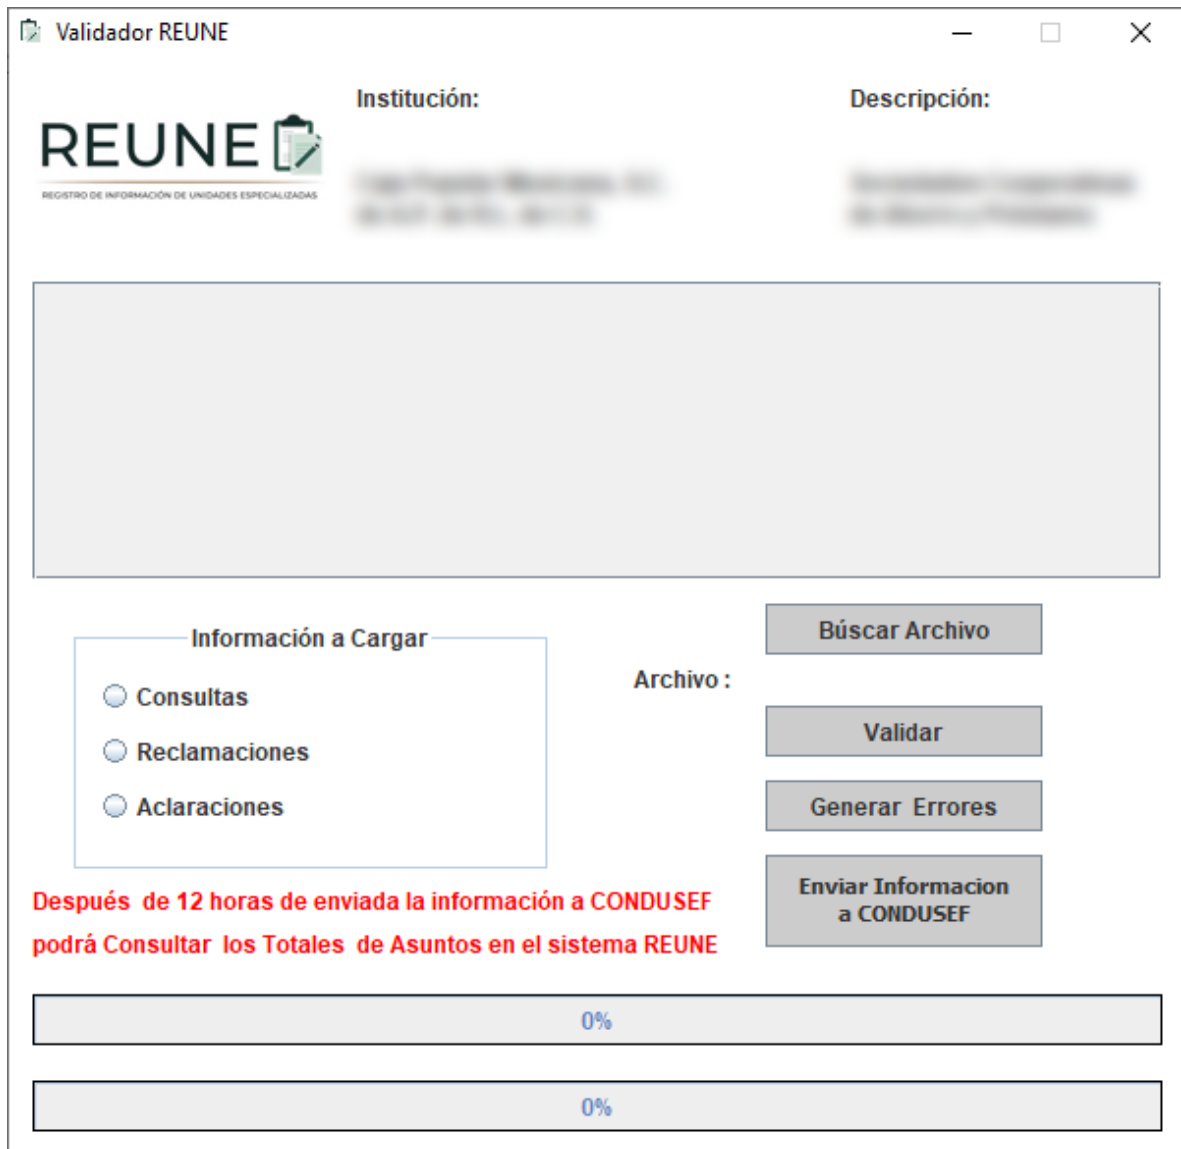 Validador REUNE
Institución:
Descripción:
REUNE
REGISTRO DE INFORMACIÓN DE UNIDADES ESPECIALIZADAS
Información a Cargar
Consultas
Reclamaciones
Aclaraciones
Archivo :
Búscar Archivo
Validar
Generar Errores
Enviar Informacion
a CONDUSEF
Después de 12 horas de enviada la información a CONDUSEF
podrá Consultar los Totales de Asuntos en el sistema REUNE
0%
0%